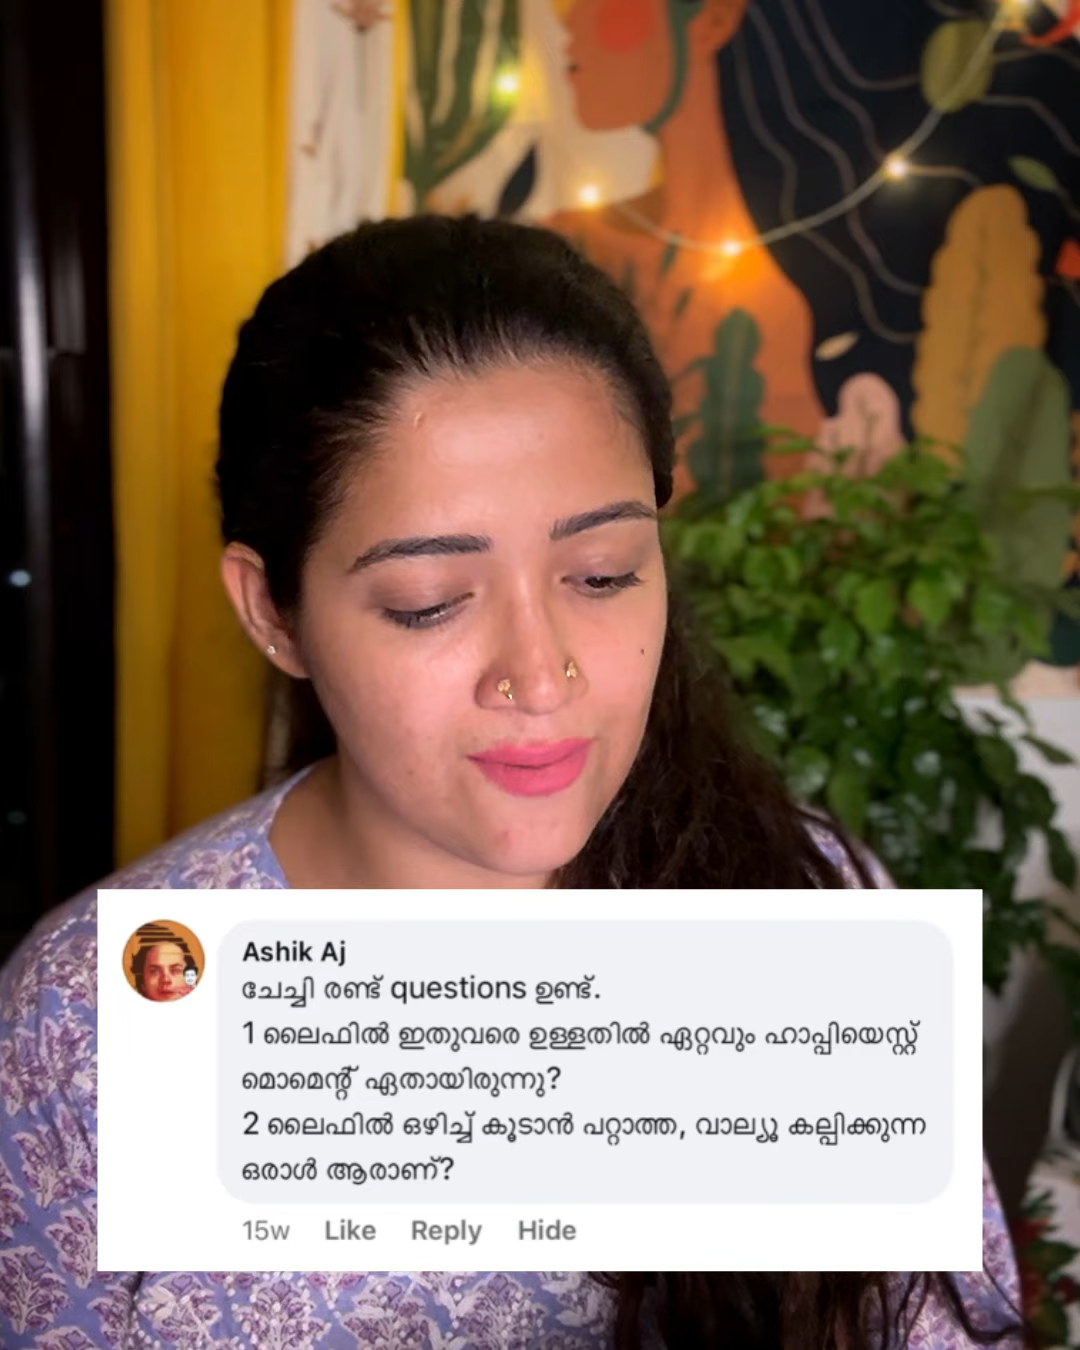 Ashik Aj
ചേച്ചി രണ്ട് questions ഉണ്ട്.
1 ലൈഫിൽ ഇതുവരെ ഉള്ളതിൽ ഏറ്റവും ഹാപ്പിയെസ്റ്റ്
മൊമെന്റ് ഏതായിരുന്നു?
2 ലൈഫിൽ ഒഴിച്ച് കൂടാൻ പറ്റാത്ത, വാല്യൂ കല്പിക്കുന്ന
ഒരാൾ ആരാണ്?
15w Like Reply Hide